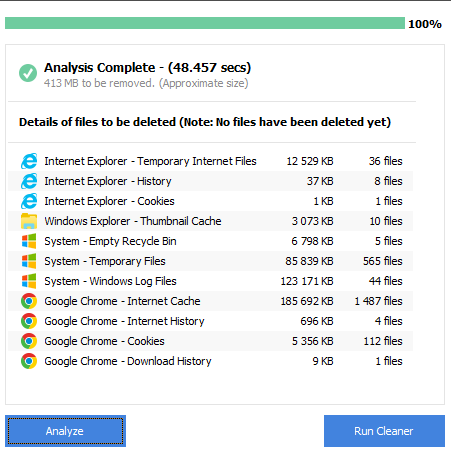 100%
Analysis Complete - (48.457 secs)
413 MB to be removed. (Approximate size)
Details of files to be deleted (Note: No files have been deleted yet)
Internet Explorer - Temporary Internet Files 12 529 KB 36 files
Internet Explorer - History 37 KB 8 files
Internet Explorer - Cookies 1 KB 1 files
Windows Explorer - Thumbnail Cache 3 073 KB 10 files
System - Empty Recycle Bin 6 798 KB 5 files
System - Temporary Files 85 839 KB 565 files
System - Windows Log Files 123 171 KB 44 files
Google Chrome - Internet Cache 185 692 KB 1 487 files
Google Chrome - Internet History 696 KB 4 files
Google Chrome - Cookies 5 356 KB 112 files
Google Chrome - Download History 9 KB 1 files
Analyze Run Cleaner